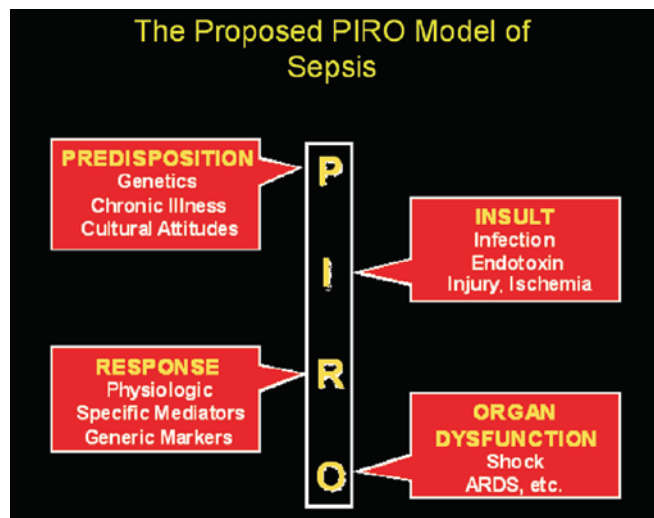 The Proposed PIRO Model of
Sepsis
PREDISPOSITION
Genetics
Chronic Illness
Cultural Attitudes
P
INSULT
Infection
Endotoxin
Injury, Ischemia
I
RESPONSE
Physiologic
Specific Mediators
Generic Markers
R
ORGAN
DYSFUNCTION
Shock
ARDS, etc.
O